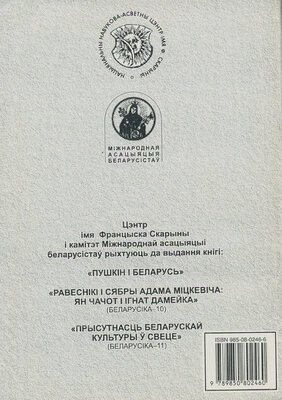 НАЦЫЯНАЛЬНЫ НАВУКОВА-АСВЕТНЫ ЦЭНТР ІМЯ Ф. СКАРЫНЫ
МІЖНАРОДНАЯ
АСАЦЫЯЦЫЯ
БЕЛАРУСІСТАЎ
Цэнтр
імя Францыска Скарыны
і камітэт Міжнароднай асацыяцыі
беларусістаў рыхтуюць да выдання кнігі:
«ПУШКІН І БЕЛАРУСЬ»
«РАВЕСНІКІ І СЯБРЫ АДАМА МІЦКЕВІЧА:
ЯН ЧАЧОТ І ІГНАТ ДАМЕЙКА»
(БЕЛАРУСІКА–10)
«ПРЫСУТНАСЦЬ БЕЛАРУСКАЙ
КУЛЬТУРЫ Ў СВЕЦЕ»
(БЕЛАРУСІКА–11)
ISBN 985-08-0246-6
9 789850 802460